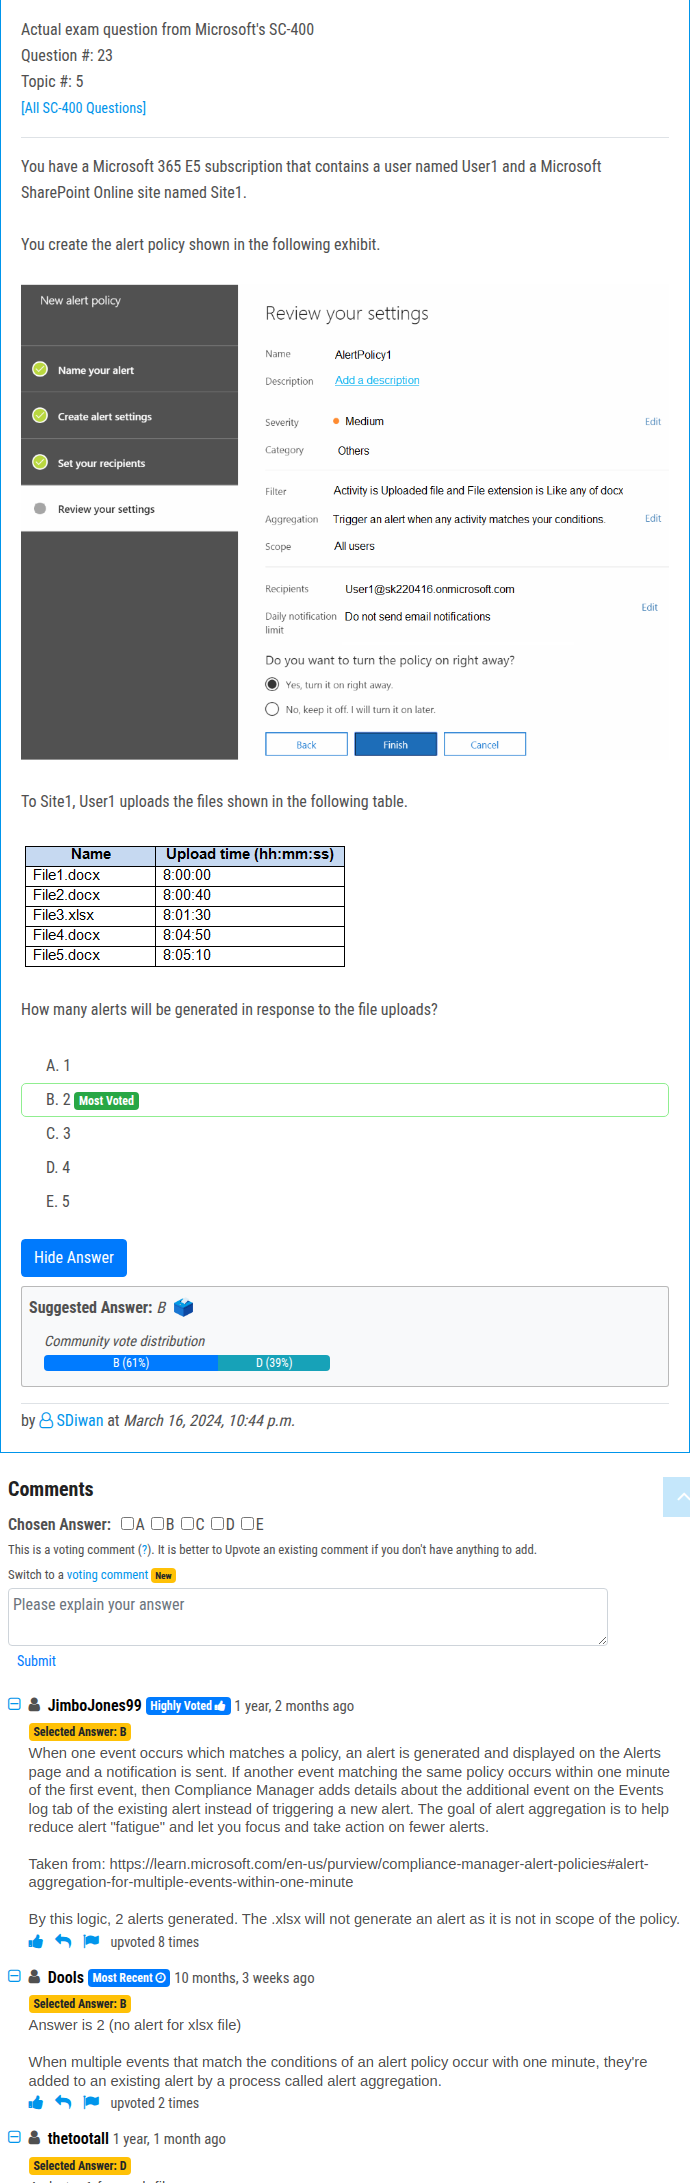 Actual exam question from Microsoft's SC-400
Question #: 23
Topic #: 5
[All SC-400 Questions]
You have a Microsoft 365 E5 subscription that contains a user named User1 and a Microsoft
SharePoint Online site named Site1.
You create the alert policy shown in the following exhibit.
New alert policy
Name your alert
Create alert settings
Set your recipients
Review your settings
Review your settings
Name AlertPolicy1
Description Add a description
Severity Medium Edit
Category Others
Filter Activity is Uploaded file and File extension is Like any of docx
Aggregation Trigger an alert when any activity matches your conditions. Edit
Scope All users
Recipients User1@sk220416.onmicrosoft.com
Edit
Daily notification Do not send email notifications
limit
Do you want to turn the policy on right away?
Yes, turn it on right away.
No, keep it off. I will turn it on later.
Back Finish Cancel
To Site1, User1 uploads the files shown in the following table.
Name Upload time (hh:mm:ss)
File1.docx 8:00:00
File2.docx 8:00:40
File3.xlsx 8:01:30
File4.docx 8:04:50
File5.docx 8:05:10
How many alerts will be generated in response to the file uploads?
A. 1
B. 2 Most Voted
C. 3
D. 4
E. 5
Hide Answer
Suggested Answer: B
Community vote distribution
B (61%) D (39%)
by SDiwan at March 16, 2024, 10:44 p.m.
Comments
Chosen Answer: A B C D E
This is a voting comment (?). It is better to Upvote an existing comment if you don't have anything to add.
Switch to a voting comment New
Please explain your answer
Submit
JimboJones99 Highly Voted 1 year, 2 months ago
Selected Answer: B
When one event occurs which matches a policy, an alert is generated and displayed on the Alerts
page and a notification is sent. If another event matching the same policy occurs within one minute
of the first event, then Compliance Manager adds details about the additional event on the Events
log tab of the existing alert instead of triggering a new alert. The goal of alert aggregation is to help
reduce alert "fatigue" and let you focus and take action on fewer alerts.
Taken from: https://learn.microsoft.com/en-us/purview/compliance-manager-alert-policies#alert-
aggregation-for-multiple-events-within-one-minute
By this logic, 2 alerts generated. The .xlsx will not generate an alert as it is not in scope of the policy.
upvoted 8 times
Dools Most Recent 10 months, 3 weeks ago
Selected Answer: B
Answer is 2 (no alert for xlsx file)
When multiple events that match the conditions of an alert policy occur with one minute, they're
added to an existing alert by a process called alert aggregation.
upvoted 2 times
thetootall 1 year, 1 month ago
Selected Answer: D